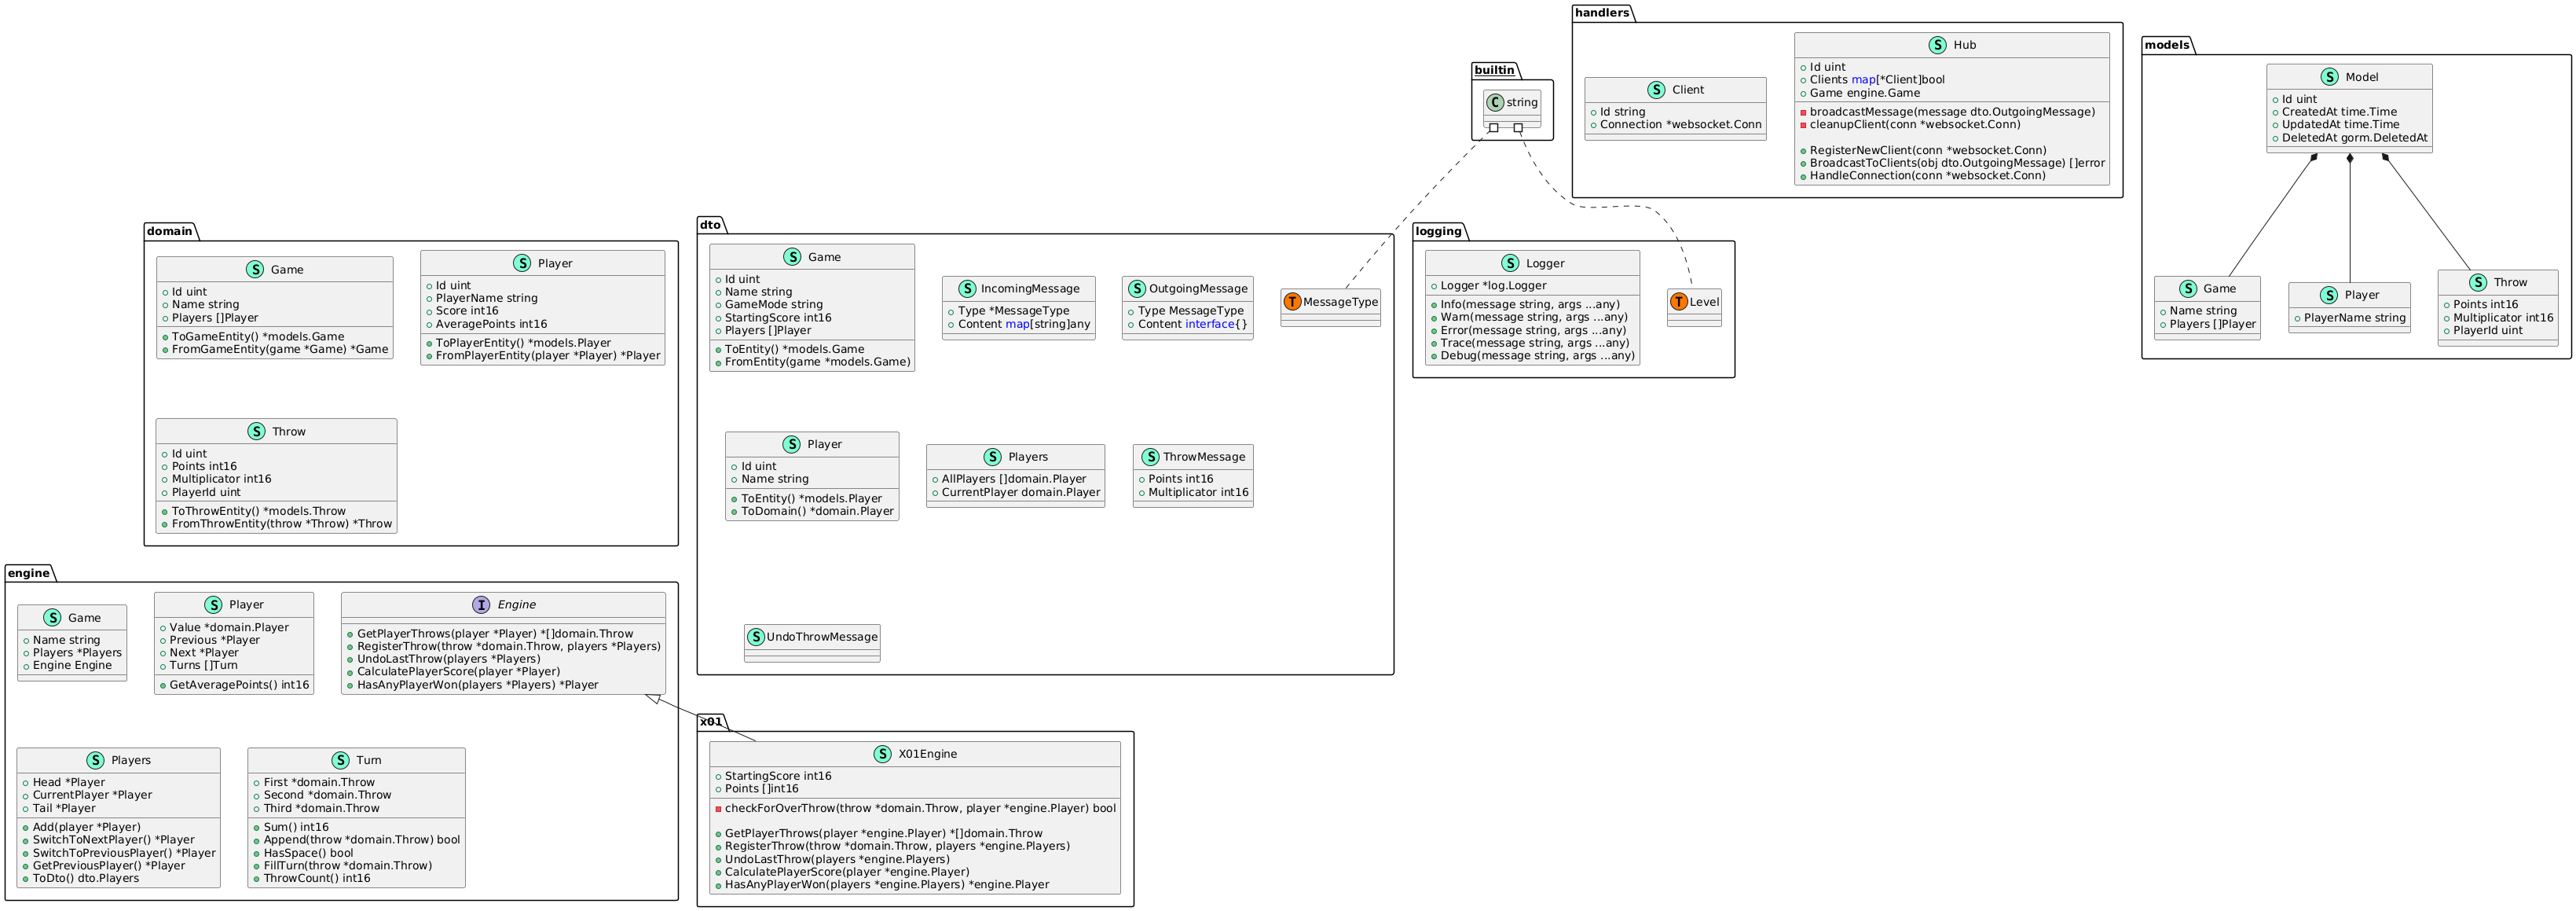 handlers
S Hub
Id uint
Clients map[*Client]bool
Game engine.Game
broadcastMessage(message dto.OutgoingMessage)
cleanupClient(conn *websocket.Conn)
RegisterNewClient(conn *websocket.Conn)
BroadcastToClients(obj dto.OutgoingMessage) []error
HandleConnection(conn *websocket.Conn)
S Client
Id string
Connection *websocket.Conn
models
S Model
Id uint
CreatedAt time.Time
UpdatedAt time.Time
DeletedAt gorm.DeletedAt
S Game
Name string
Players []Player
S Player
PlayerName string
S Throw
Points int16
Multiplicator int16
PlayerId uint
builtin
C string
domain
S Game
Id uint
Name string
Players []Player
ToGameEntity() *models.Game
FromGameEntity(game *Game) *Game
S Player
Id uint
PlayerName string
Score int16
AveragePoints int16
ToPlayerEntity() *models.Player
FromPlayerEntity(player *Player) *Player
S Throw
Id uint
Points int16
Multiplicator int16
PlayerId uint
ToThrowEntity() *models.Throw
FromThrowEntity(throw *Throw) *Throw
dto
S Game
Id uint
Name string
GameMode string
StartingScore int16
Players []Player
ToEntity() *models.Game
FromEntity(game *models.Game)
S IncomingMessage
Type *MessageType
Content map[string]any
S OutgoingMessage
Type MessageType
Content interface{}
T MessageType
S Player
Id uint
Name string
ToEntity() *models.Player
ToDomain() *domain.Player
S Players
AllPlayers []domain.Player
CurrentPlayer domain.Player
S ThrowMessage
Points int16
Multiplicator int16
S UndoThrowMessage
logging
S Logger
Logger *log.Logger
Info(message string, args ...any)
Warn(message string, args ...any)
Error(message string, args ...any)
Trace(message string, args ...any)
Debug(message string, args ...any)
T Level
engine
S Game
Name string
Players *Players
Engine Engine
S Player
Value *domain.Player
Previous *Player
Next *Player
Turns []Turn
GetAveragePoints() int16
I Engine
GetPlayerThrows(player *Player) *[]domain.Throw
RegisterThrow(throw *domain.Throw, players *Players)
UndoLastThrow(players *Players)
CalculatePlayerScore(player *Player)
HasAnyPlayerWon(players *Players) *Player
S Players
Head *Player
CurrentPlayer *Player
Tail *Player
Add(player *Player)
SwitchToNextPlayer() *Player
SwitchToPreviousPlayer() *Player
GetPreviousPlayer() *Player
ToDto() dto.Players
S Turn
First *domain.Throw
Second *domain.Throw
Third *domain.Throw
Sum() int16
Append(throw *domain.Throw) bool
HasSpace() bool
FillTurn(throw *domain.Throw)
ThrowCount() int16
x01
S X01Engine
StartingScore int16
Points []int16
checkForOverThrow(throw *domain.Throw, player *engine.Player) bool
GetPlayerThrows(player *engine.Player) *[]domain.Throw
RegisterThrow(throw *domain.Throw, players *engine.Players)
UndoLastThrow(players *engine.Players)
CalculatePlayerScore(player *engine.Player)
HasAnyPlayerWon(players *engine.Players) *engine.Player